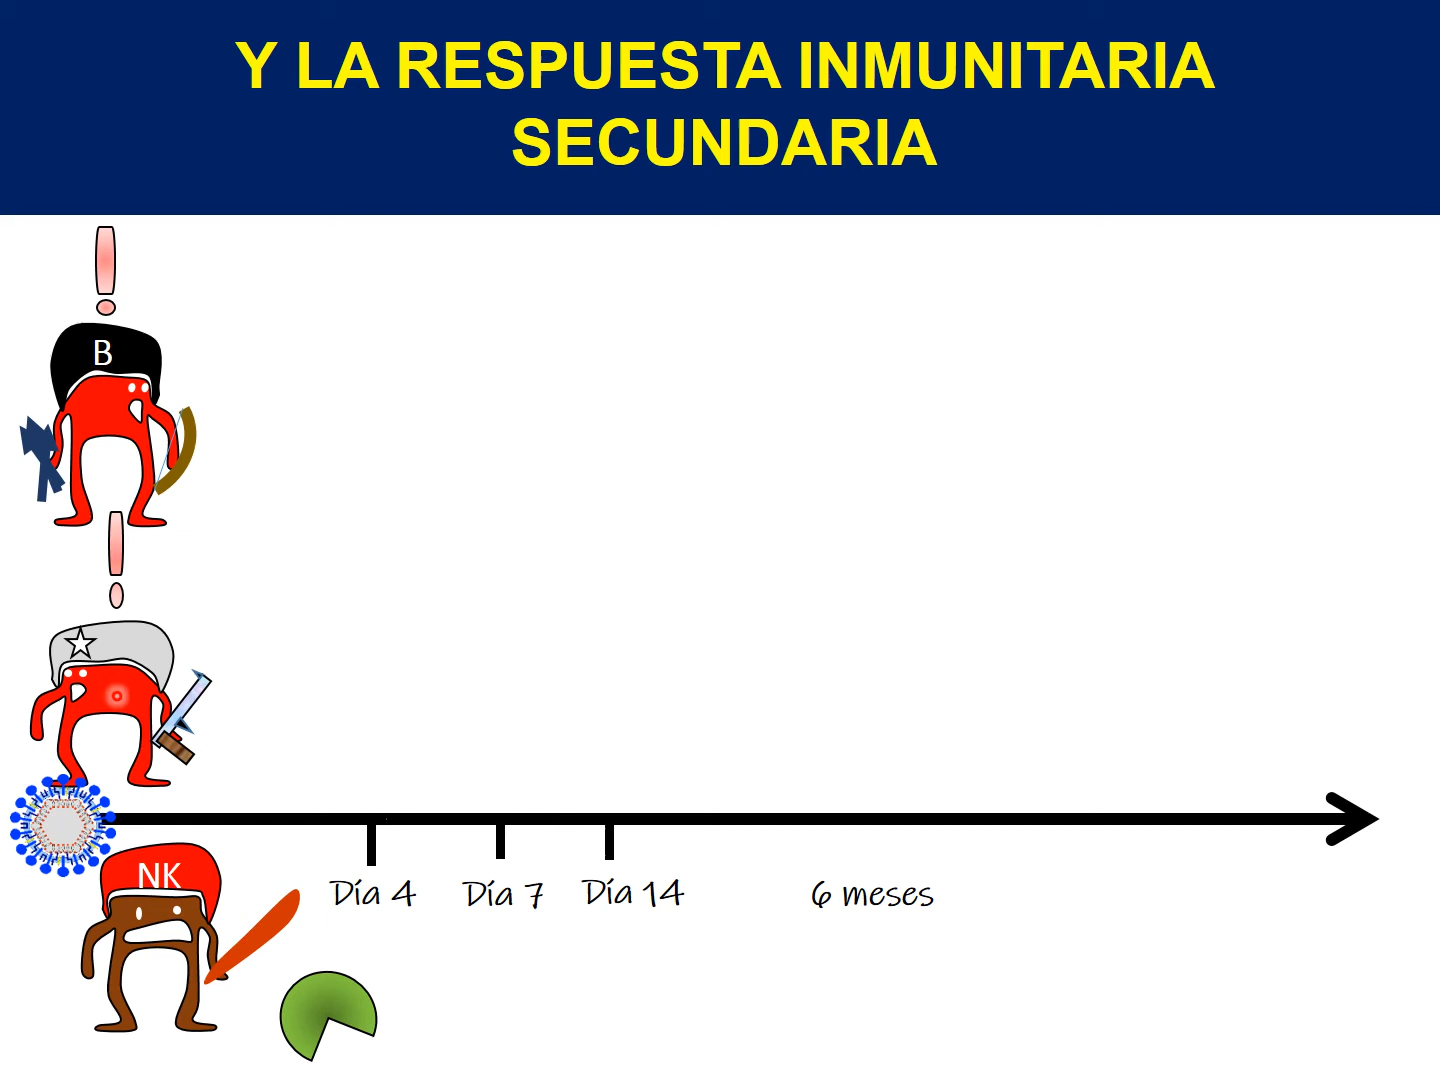 Y LA RESPUESTA INMUNITARIA
SECUNDARIA
B
NK
Día 4 Día 7 Día 14 6 meses